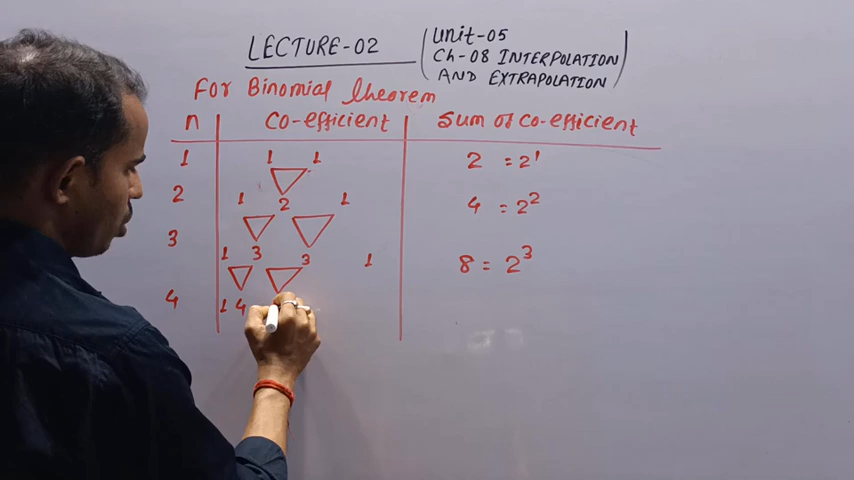 LECTURE-02
(Unit-05
Ch-08 INTERPOLATION
AND EXTRAPOLATION)
For Binomial theorem
n Co-efficient Sum of Co-efficient
1 1 1 2 = 2¹
2 1 2 1 4 = 2²
3 1 3 3 1 8 = 2³
4 1 4